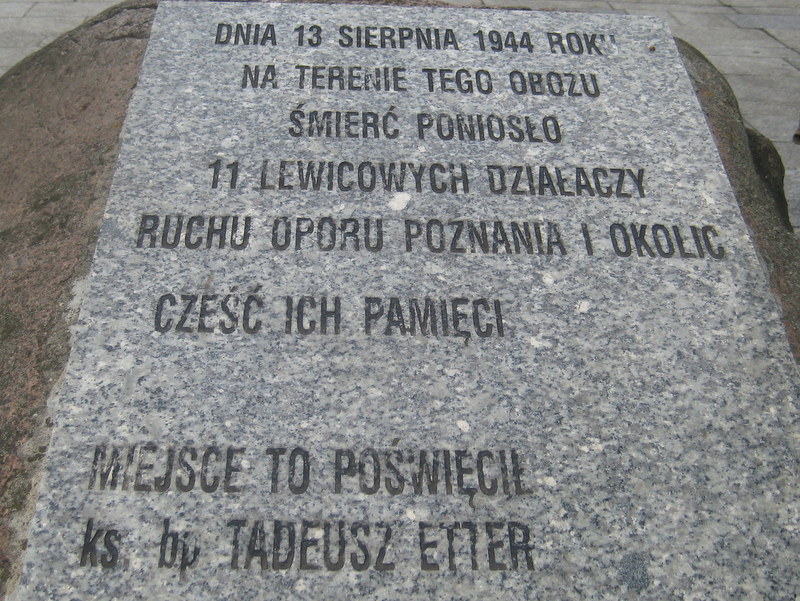 DNIA 13 SIERPNIA 1944 ROKU
NA TERENIE TEGO OBOZU
ŚMIERĆ PONIOSŁO
11 LEWICOWYCH DZIAŁACZY
RUCHU OPORU POZNANIA I OKOLIC
CZEŚĆ ICH PAMIĘCI
MIEJSCE TO POŚWIĘCIŁ
ks bp TADEUSZ ETTER